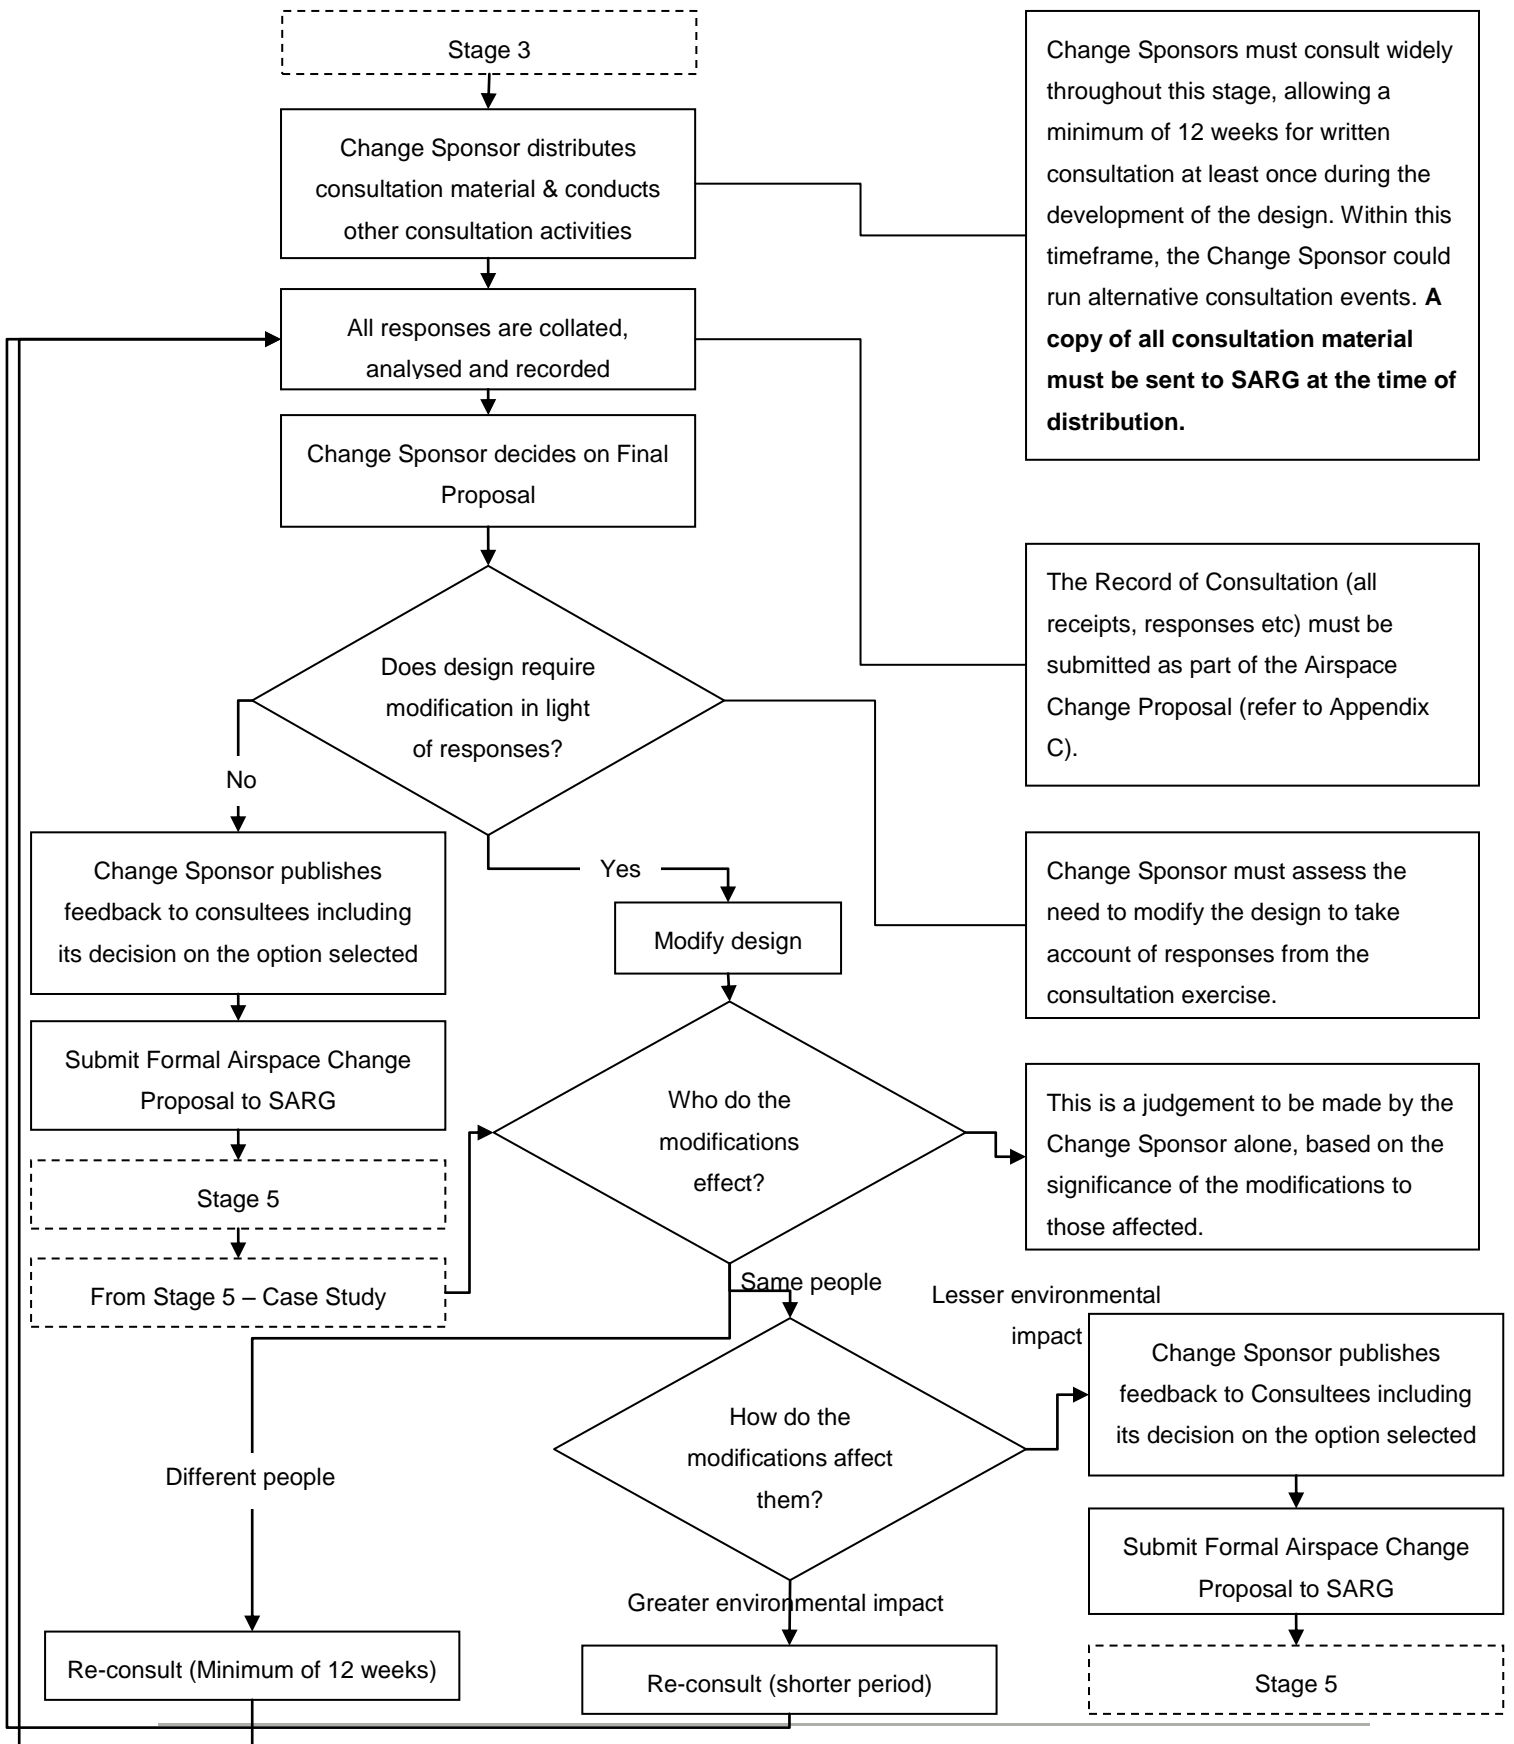 Stage 3
Change Sponsor distributes
consultation material & conducts
other consultation activities
Change Sponsors must consult widely
throughout this stage, allowing a
minimum of 12 weeks for written
consultation at least once during the
development of the design. Within this
timeframe, the Change Sponsor could
run alternative consultation events. A
copy of all consultation material
must be sent to SARG at the time of
distribution.
All responses are collated,
analysed and recorded
Change Sponsor decides on Final
Proposal
The Record of Consultation (all
receipts, responses etc) must be
submitted as part of the Airspace
Change Proposal (refer to Appendix
C).
Does design require
modification in light
of responses?
No
Yes
Change Sponsor publishes
feedback to consultees including
its decision on the option selected
Modify design
Change Sponsor must assess the
need to modify the design to take
account of responses from the
consultation exercise.
Submit Formal Airspace Change
Proposal to SARG
Who do the
modifications
effect?
This is a judgement to be made by the
Change Sponsor alone, based on the
significance of the modifications to
those affected.
Stage 5
From Stage 5 – Case Study
Same people
Lesser environmental
impact
Change Sponsor publishes
feedback to Consultees including
its decision on the option selected
How do the
modifications affect
them?
Different people
Submit Formal Airspace Change
Proposal to SARG
Greater environmental impact
Re-consult (Minimum of 12 weeks)
Re-consult (shorter period)
Stage 5